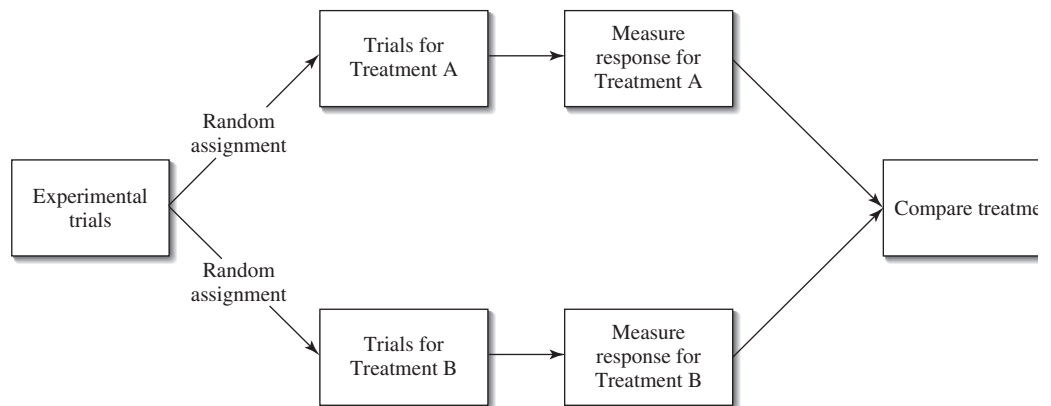 Trials for
Treatment A
Measure
response for
Treatment A
Random
assignment
Experimental
trials
Compare
Random
assignment
Trials for
Treatment B
Measure
response for
Treatment B